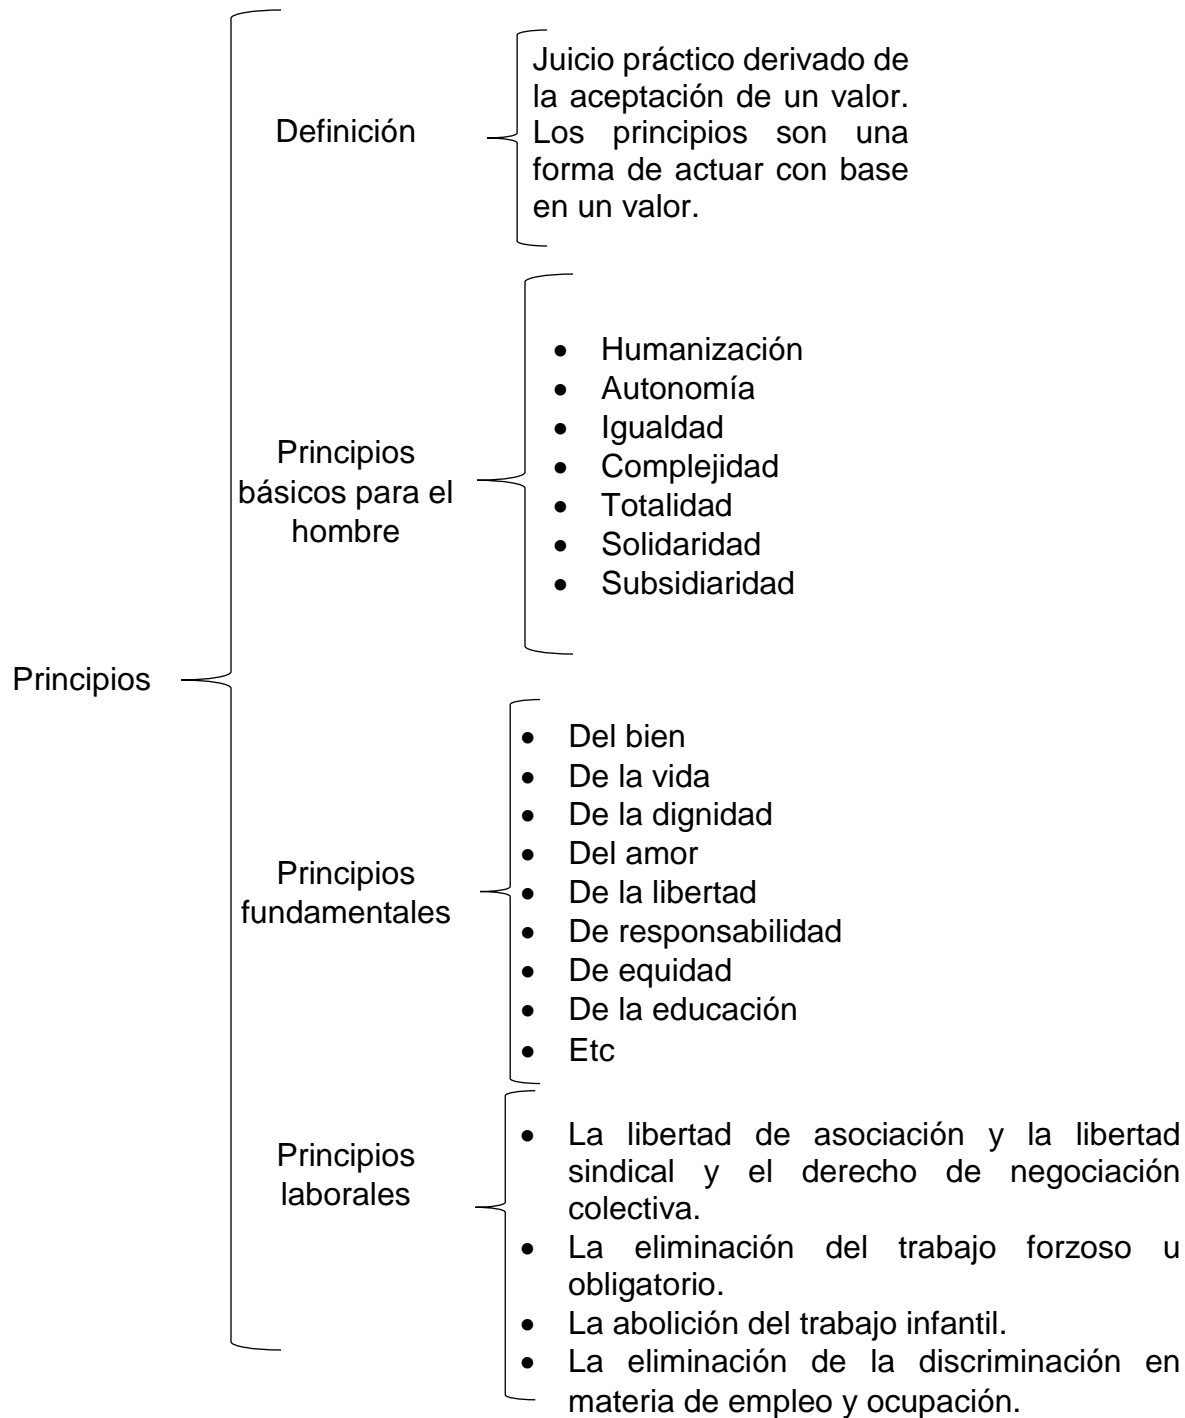 Principios
Definición
Juicio práctico derivado de
la aceptación de un valor.
Los principios son una
forma de actuar con base
en un valor.
Principios
básicos para el
hombre
• Humanización
• Autonomía
• Igualdad
• Complejidad
• Totalidad
• Solidaridad
• Subsidiaridad
Principios
fundamentales
• Del bien
• De la vida
• De la dignidad
• Del amor
• De la libertad
• De responsabilidad
• De equidad
• De la educación
• Etc
Principios
laborales
• La libertad de asociación y la libertad
sindical y el derecho de negociación
colectiva.
• La eliminación del trabajo forzoso u
obligatorio.
• La abolición del trabajo infantil.
• La eliminación de la discriminación en
materia de empleo y ocupación.